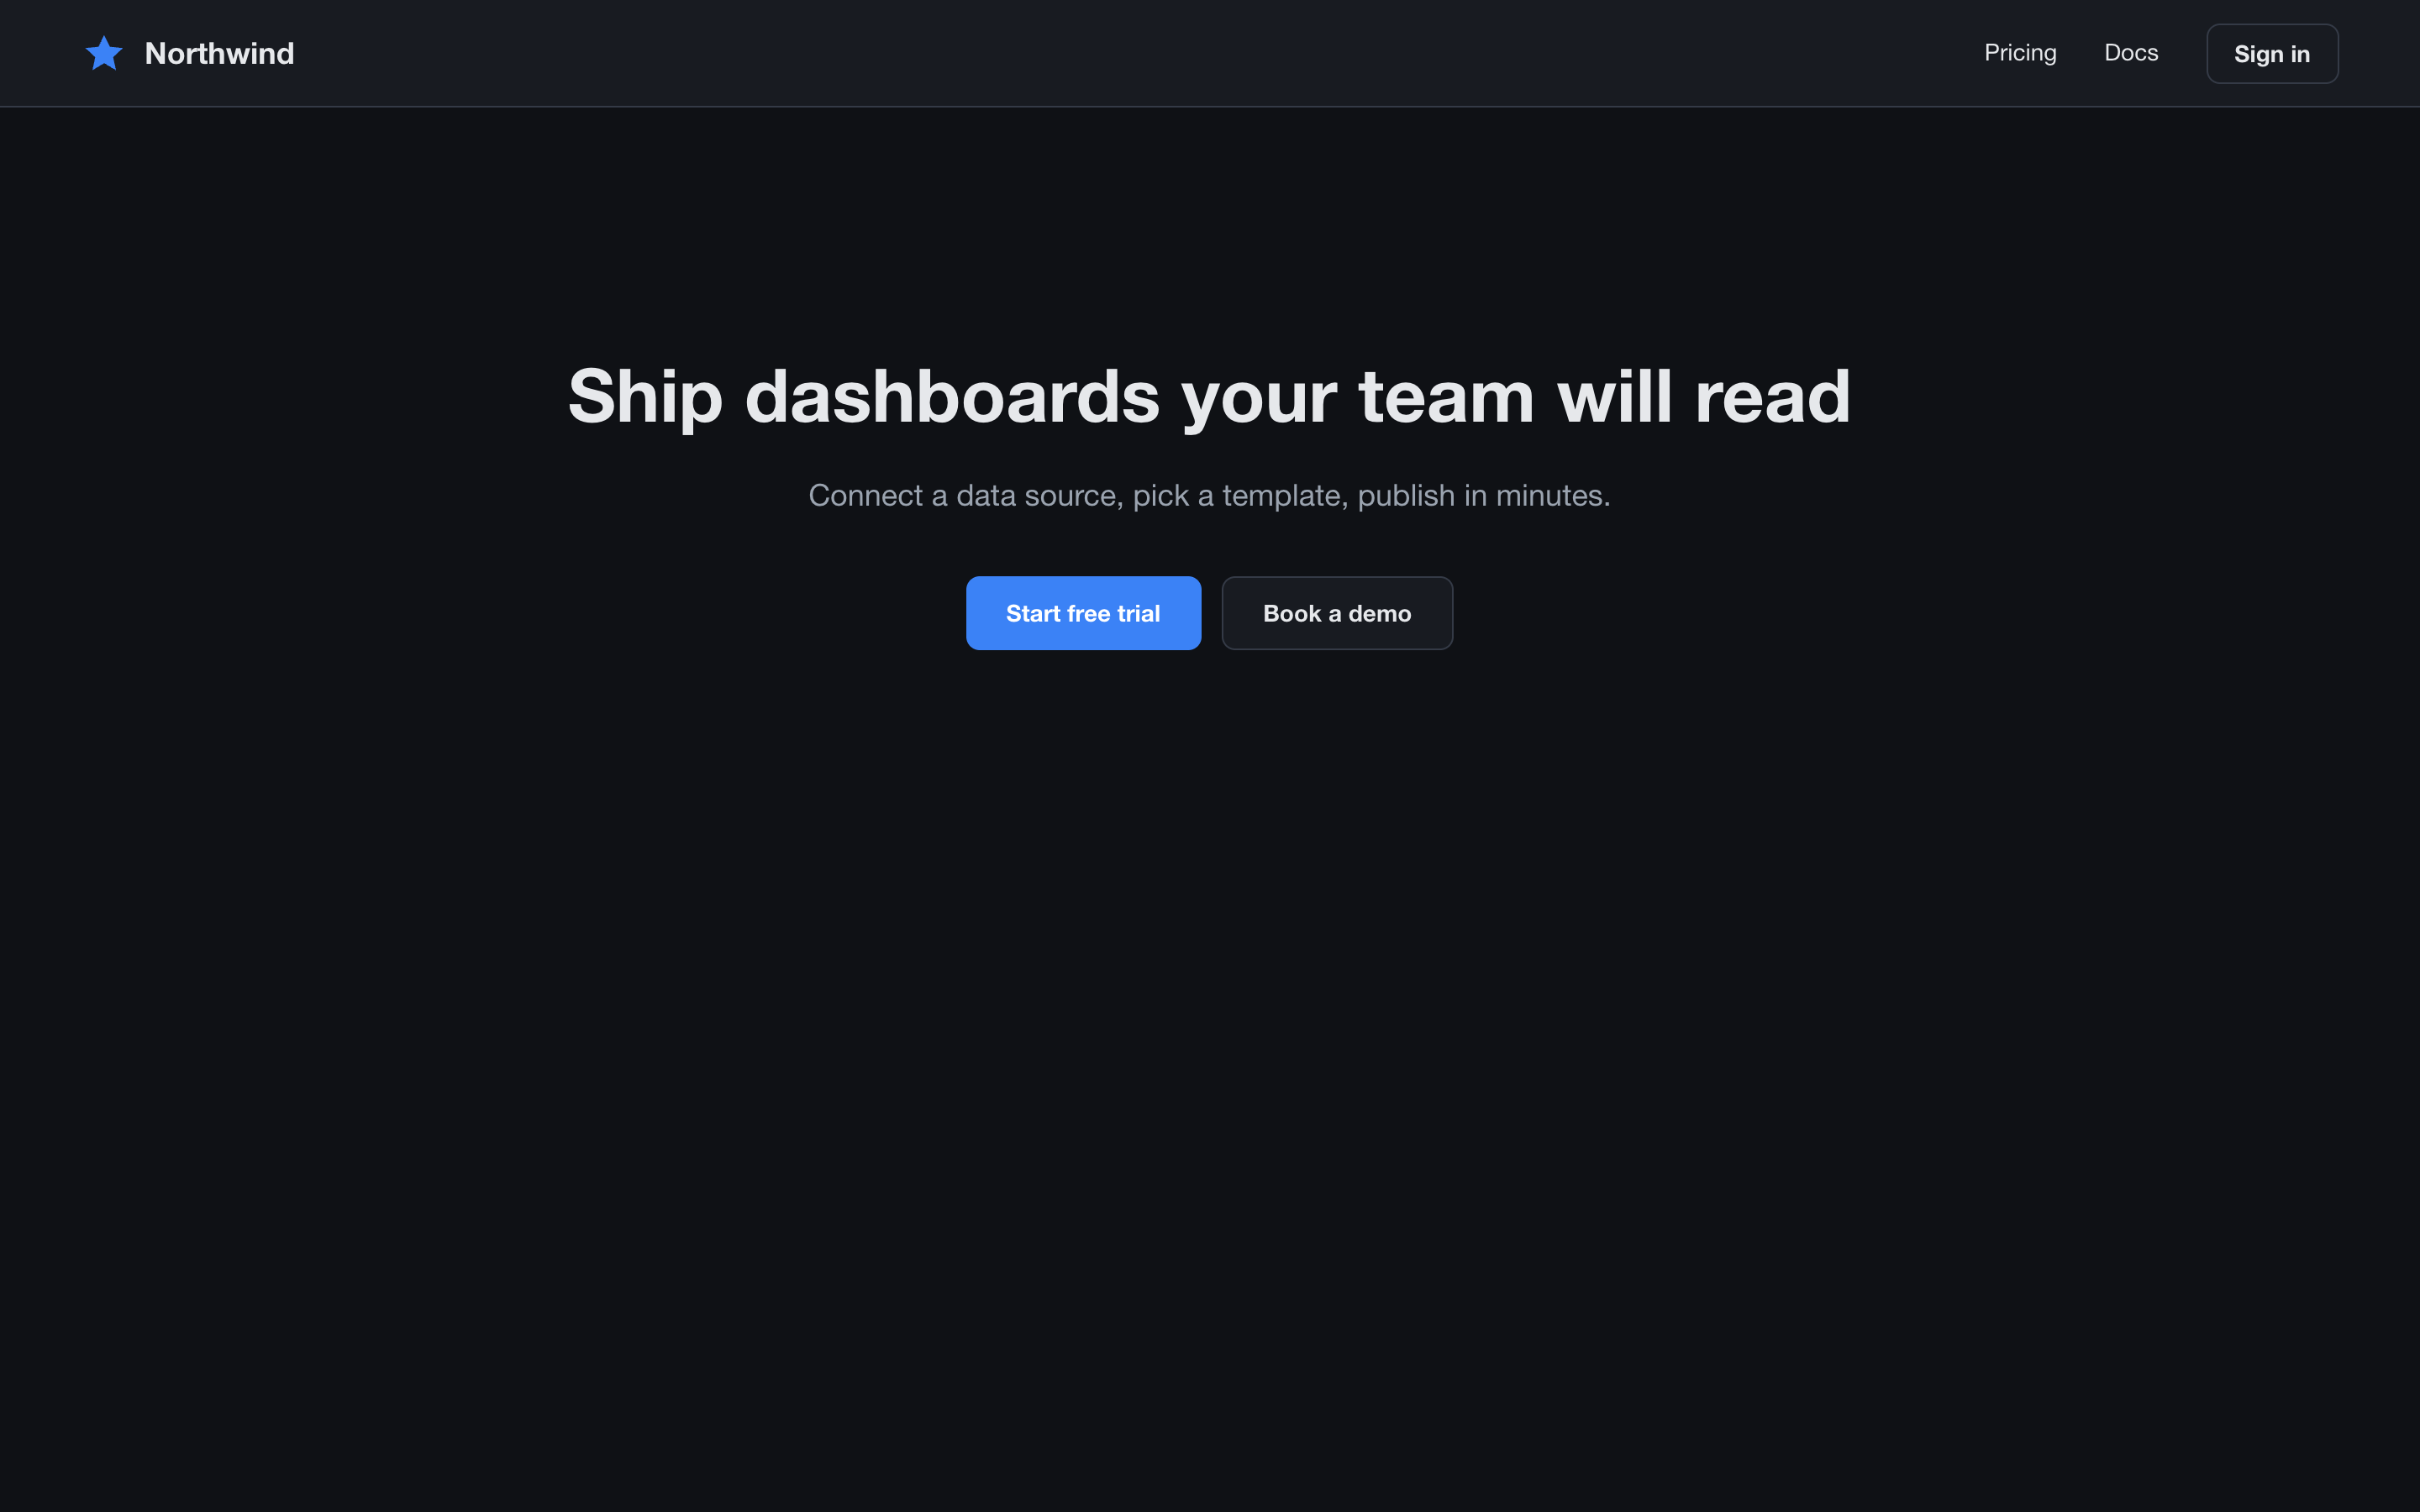 Northwind
Pricing
Docs
Sign in
Ship dashboards your team will read
Connect a data source, pick a template, publish in minutes.
Start free trial
Book a demo